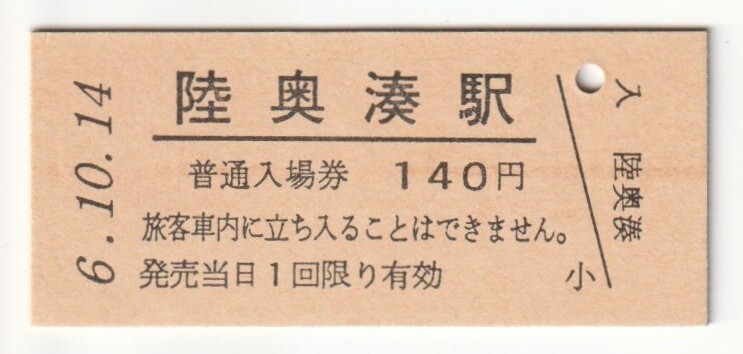 6.10.14
陸奥湊駅
普通入場券 140円
旅客車内に立ち入ることはできません。
発売当日1回限り有効
小
入 陸奥湊